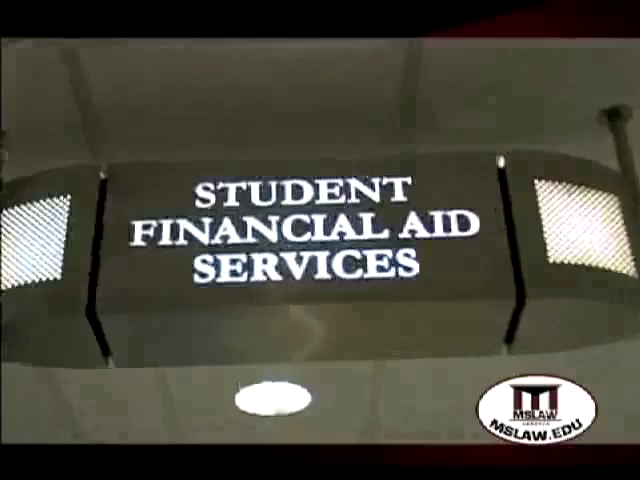 STUDENT
FINANCIAL AID
SERVICES
MSLAW
MSLAW.EDU